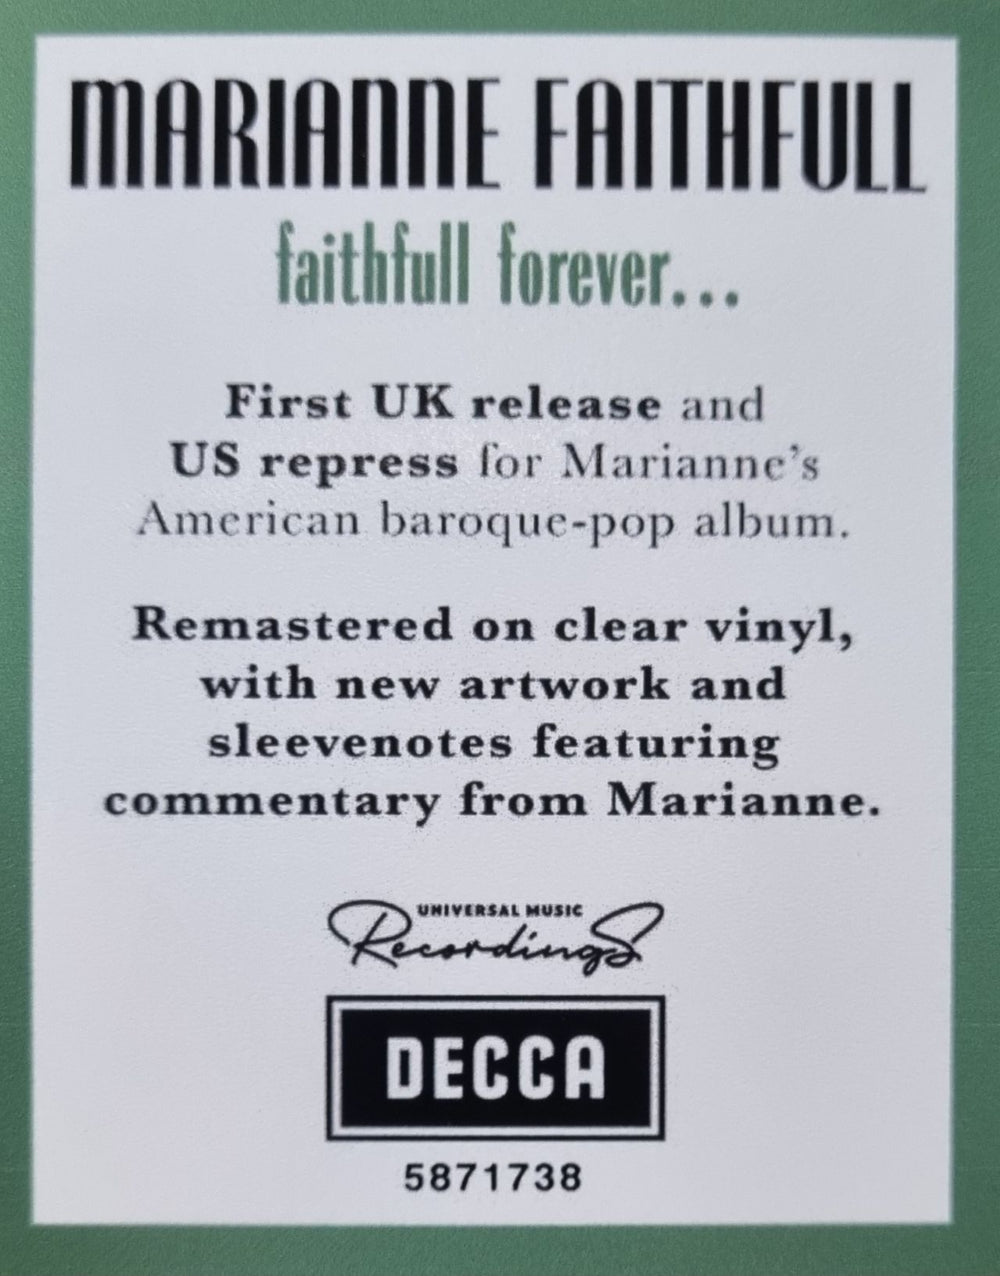 MARIANNE FAITHFULL
faithfull forever...
First UK release and
US repress for Marianne's
American baroque-pop album.
Remastered on clear vinyl,
with new artwork and
sleevenotes featuring
commentary from Marianne.
UNIVERSAL MUSIC
Recordings
DECCA
5871738